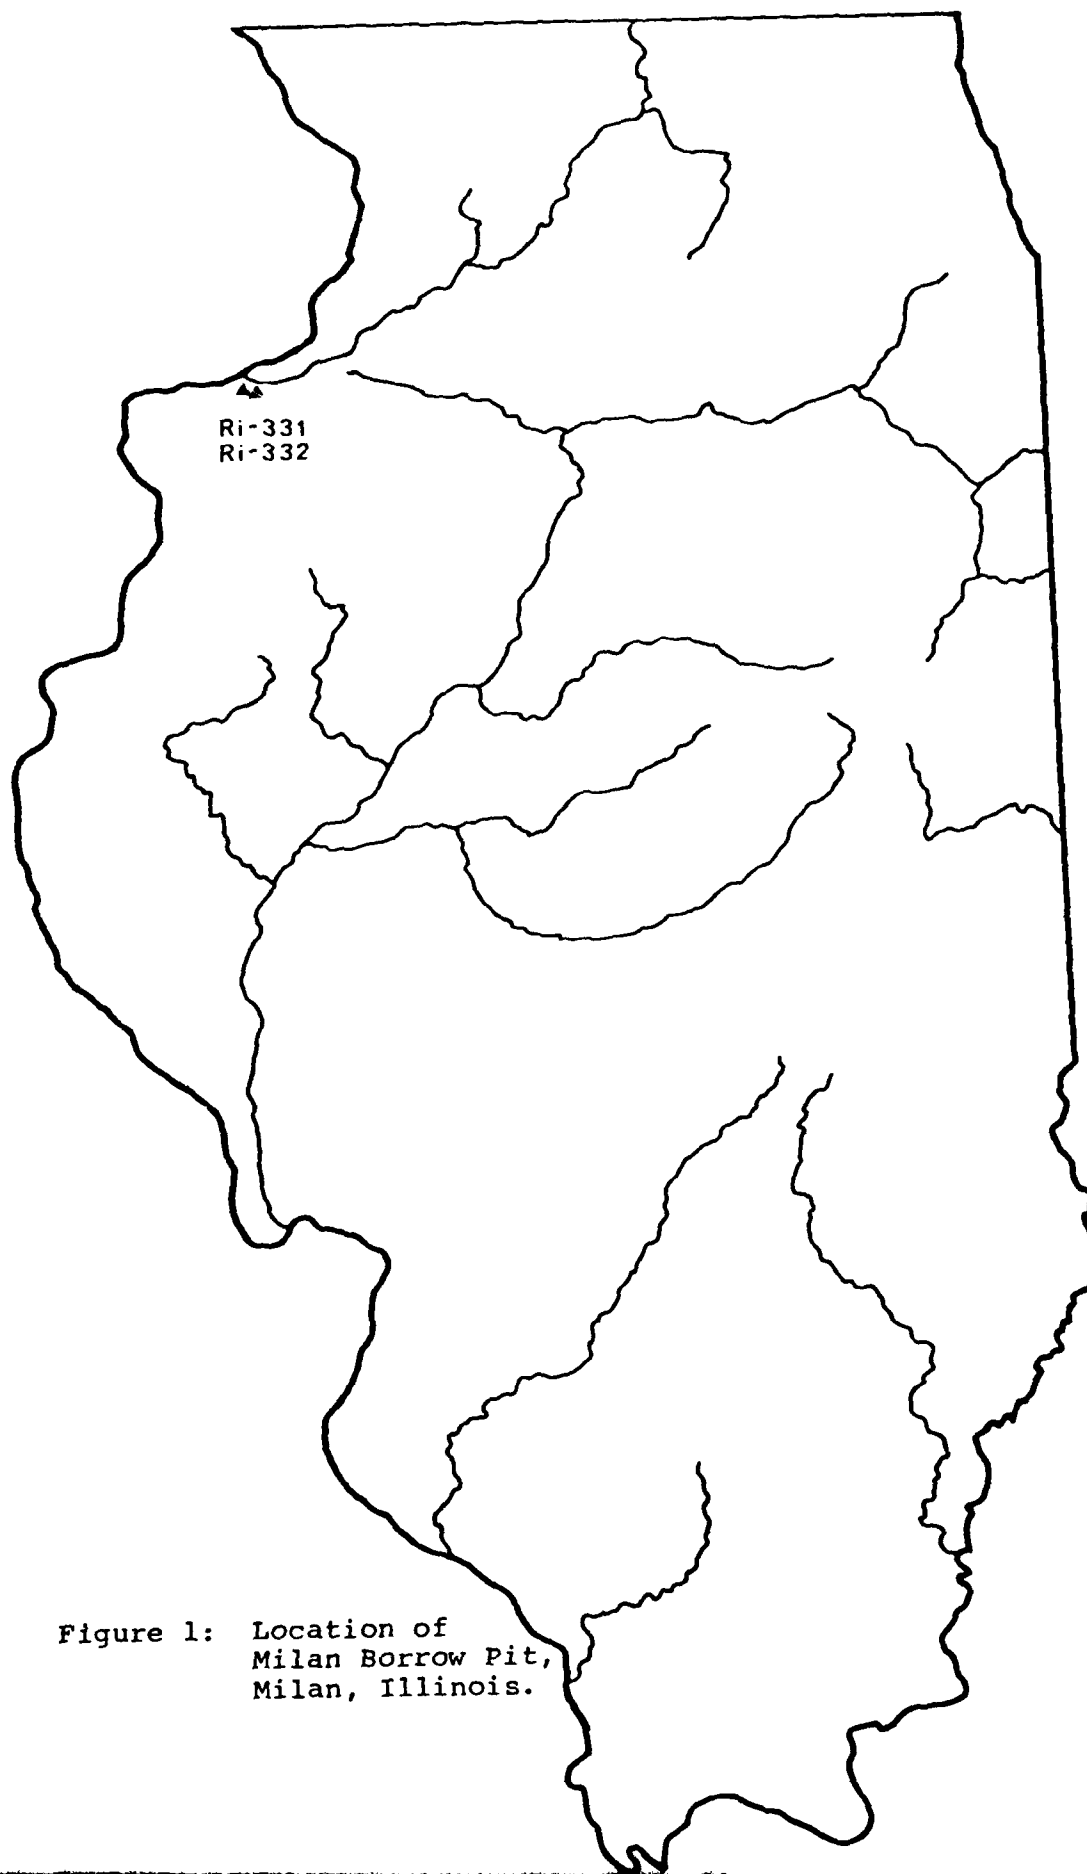 Ri-331
Ri-332
Figure 1: Location of
Milan Borrow Pit,
Milan, Illinois.